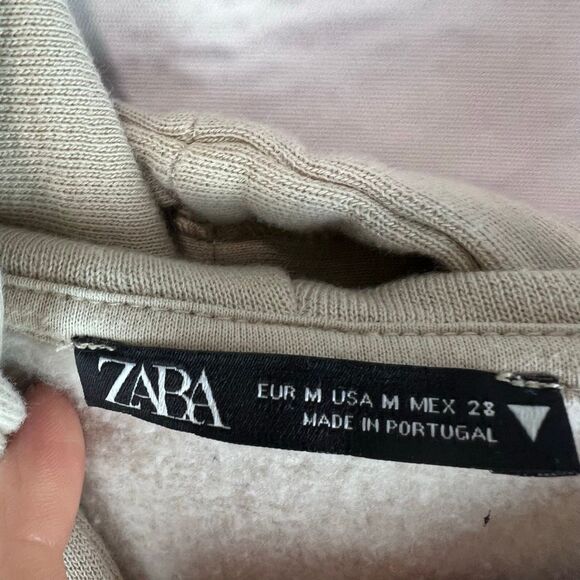 ZARA
EUR M USA M MEX 28
MADE IN PORTUGAL